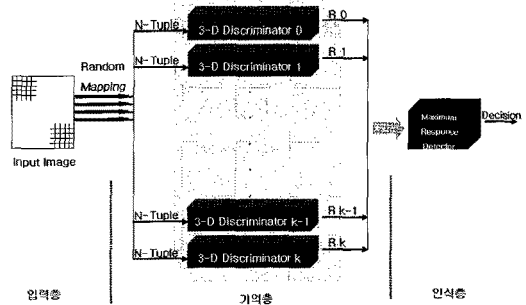 N-Tuple 3-D Discriminator 0 R 0
Random
Mapping
N-Tuple 3-D Discriminator 1 R 1
Input Image
Maximum
Response
Detector
Decision
N-Tuple 3-D Discriminator k-1 R k-1
N-Tuple 3-D Discriminator k R k
입력층 기억층 인식층